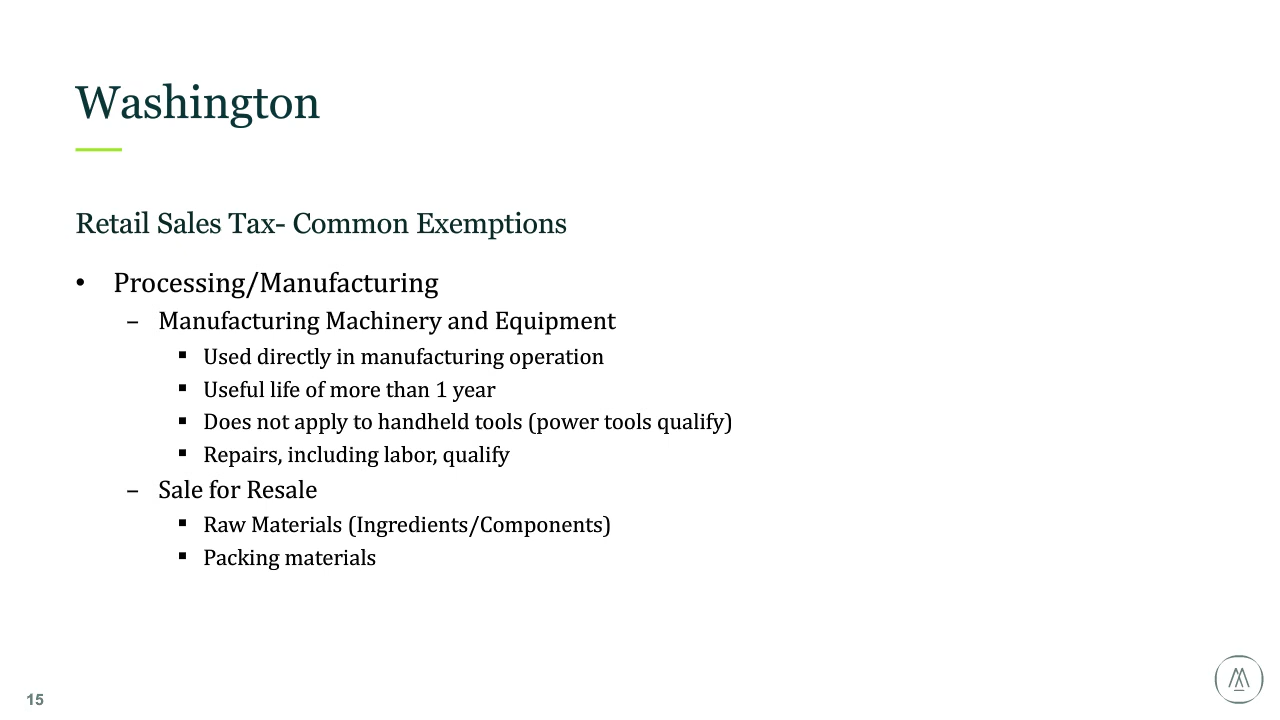 Washington
Retail Sales Tax- Common Exemptions
• Processing/Manufacturing
– Manufacturing Machinery and Equipment
▪ Used directly in manufacturing operation
▪ Useful life of more than 1 year
▪ Does not apply to handheld tools (power tools qualify)
▪ Repairs, including labor, qualify
– Sale for Resale
▪ Raw Materials (Ingredients/Components)
▪ Packing materials
15